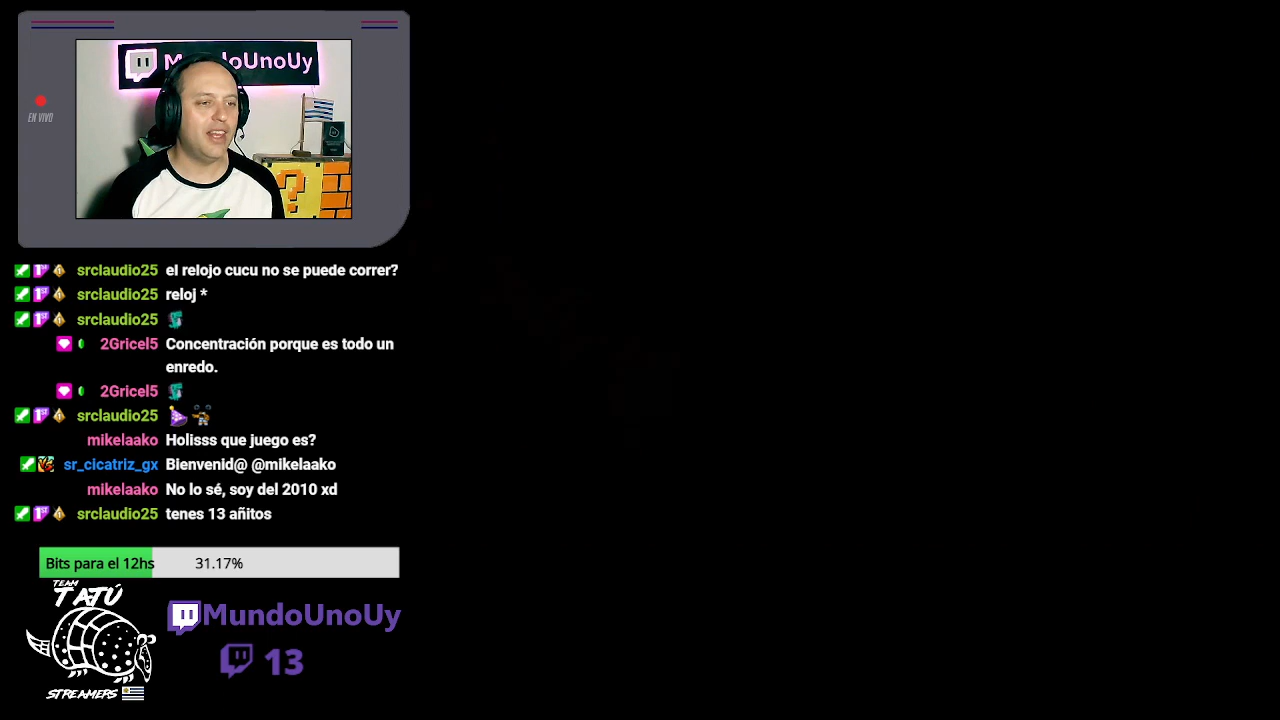 MundoUnoUy
EN VIVO
srclaudio25 el relojo cucu no se puede correr?
srclaudio25 reloj *
srclaudio25
2Gricel5 Concentración porque es todo un
enredo.
2Gricel5
srclaudio25
mikelaako Holisss que juego es?
sr_cicatriz_gx Bienvenid@ @mikelaako
mikelaako No lo sé, soy del 2010 xd
srclaudio25 tenes 13 añitos
Bits para el 12hs 31.17%
TEAM
TATÚ
STREAMERS
MundoUnoUy
13